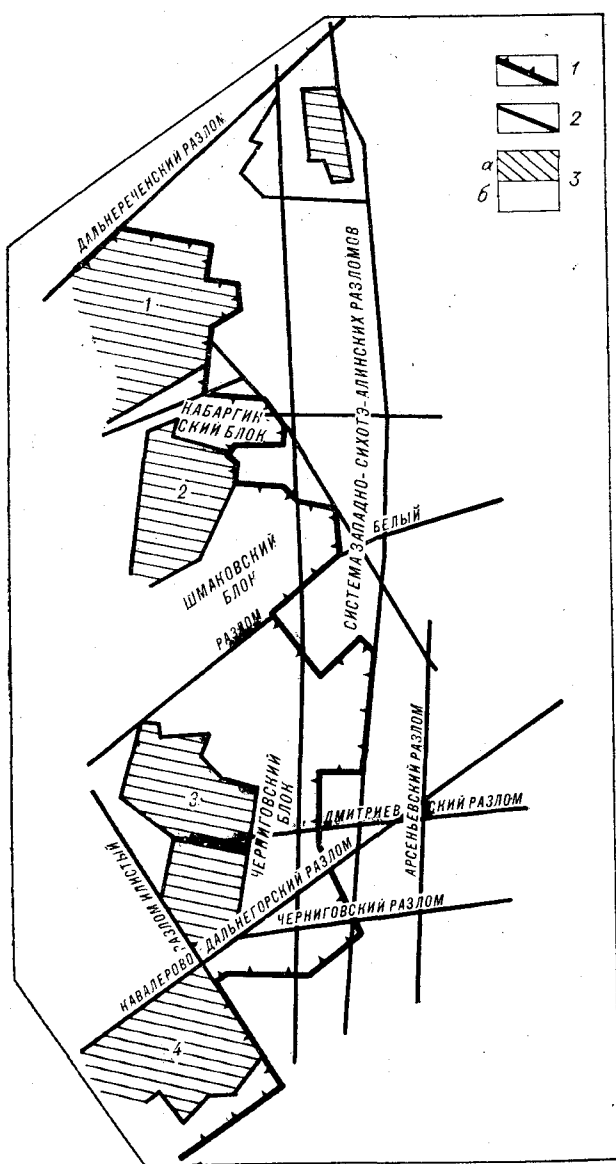 1
2
а
б
3
ДАЛЬНЕРЕЧЕНСКИЙ РАЗЛОМ
1
СИСТЕМА ЗАПАДНО-СИХОТЭ-АЛИНСКИХ РАЗЛОМОВ
КАБАРГИН-
СКИЙ БЛОК
2
ШМАКОВСКИЙ
БЛОК
РАЗЛОМ
БЕЛЫЙ
3
ЧЕРНИГОВСКИЙ
БЛОК
ДМИТРИЕВСКИЙ РАЗЛОМ
АРСЕНЬЕВСКИЙ РАЗЛОМ
РАЗЛОМ ИЛИСТЫЙ
КАВАЛЕРОВО-ДАЛЬНЕГОРСКИЙ РАЗЛОМ
ЧЕРНИГОВСКИЙ РАЗЛОМ
4